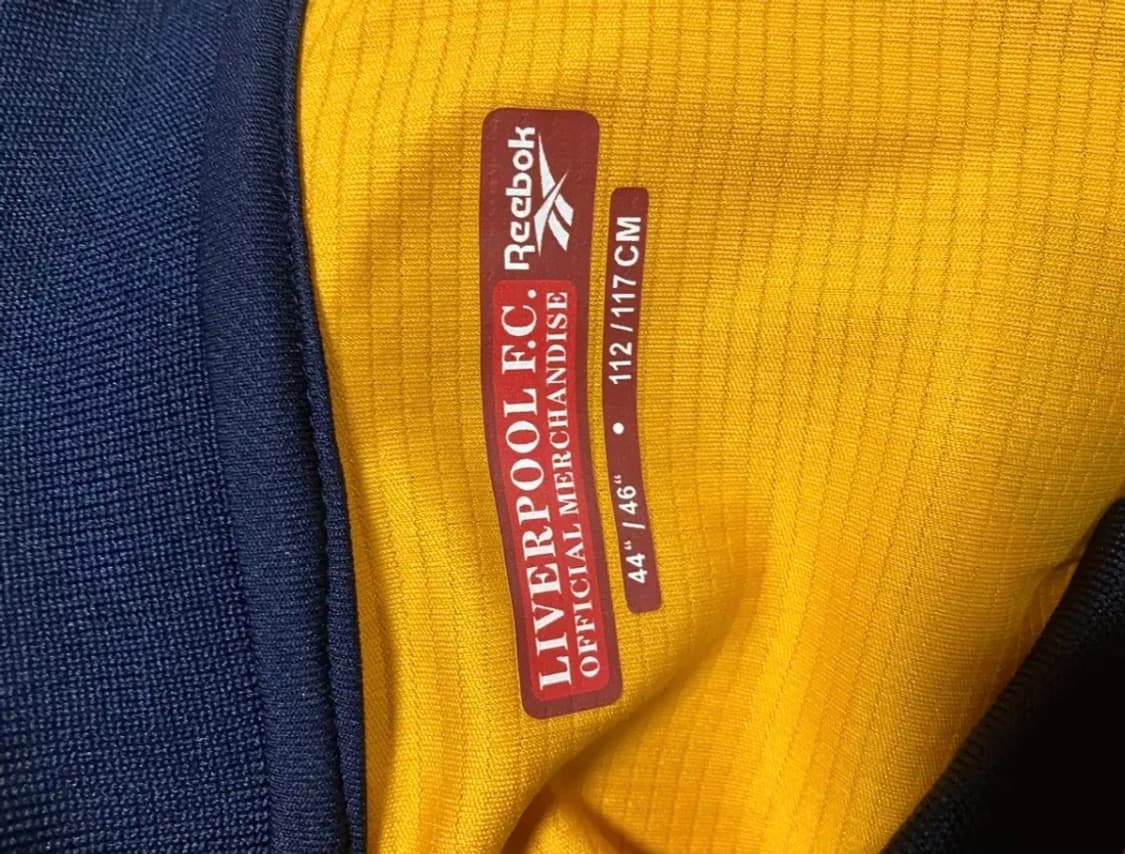 Reebok
LIVERPOOL F.C.
OFFICIAL MERCHANDISE
44“ / 46“ • 112 / 117 CM